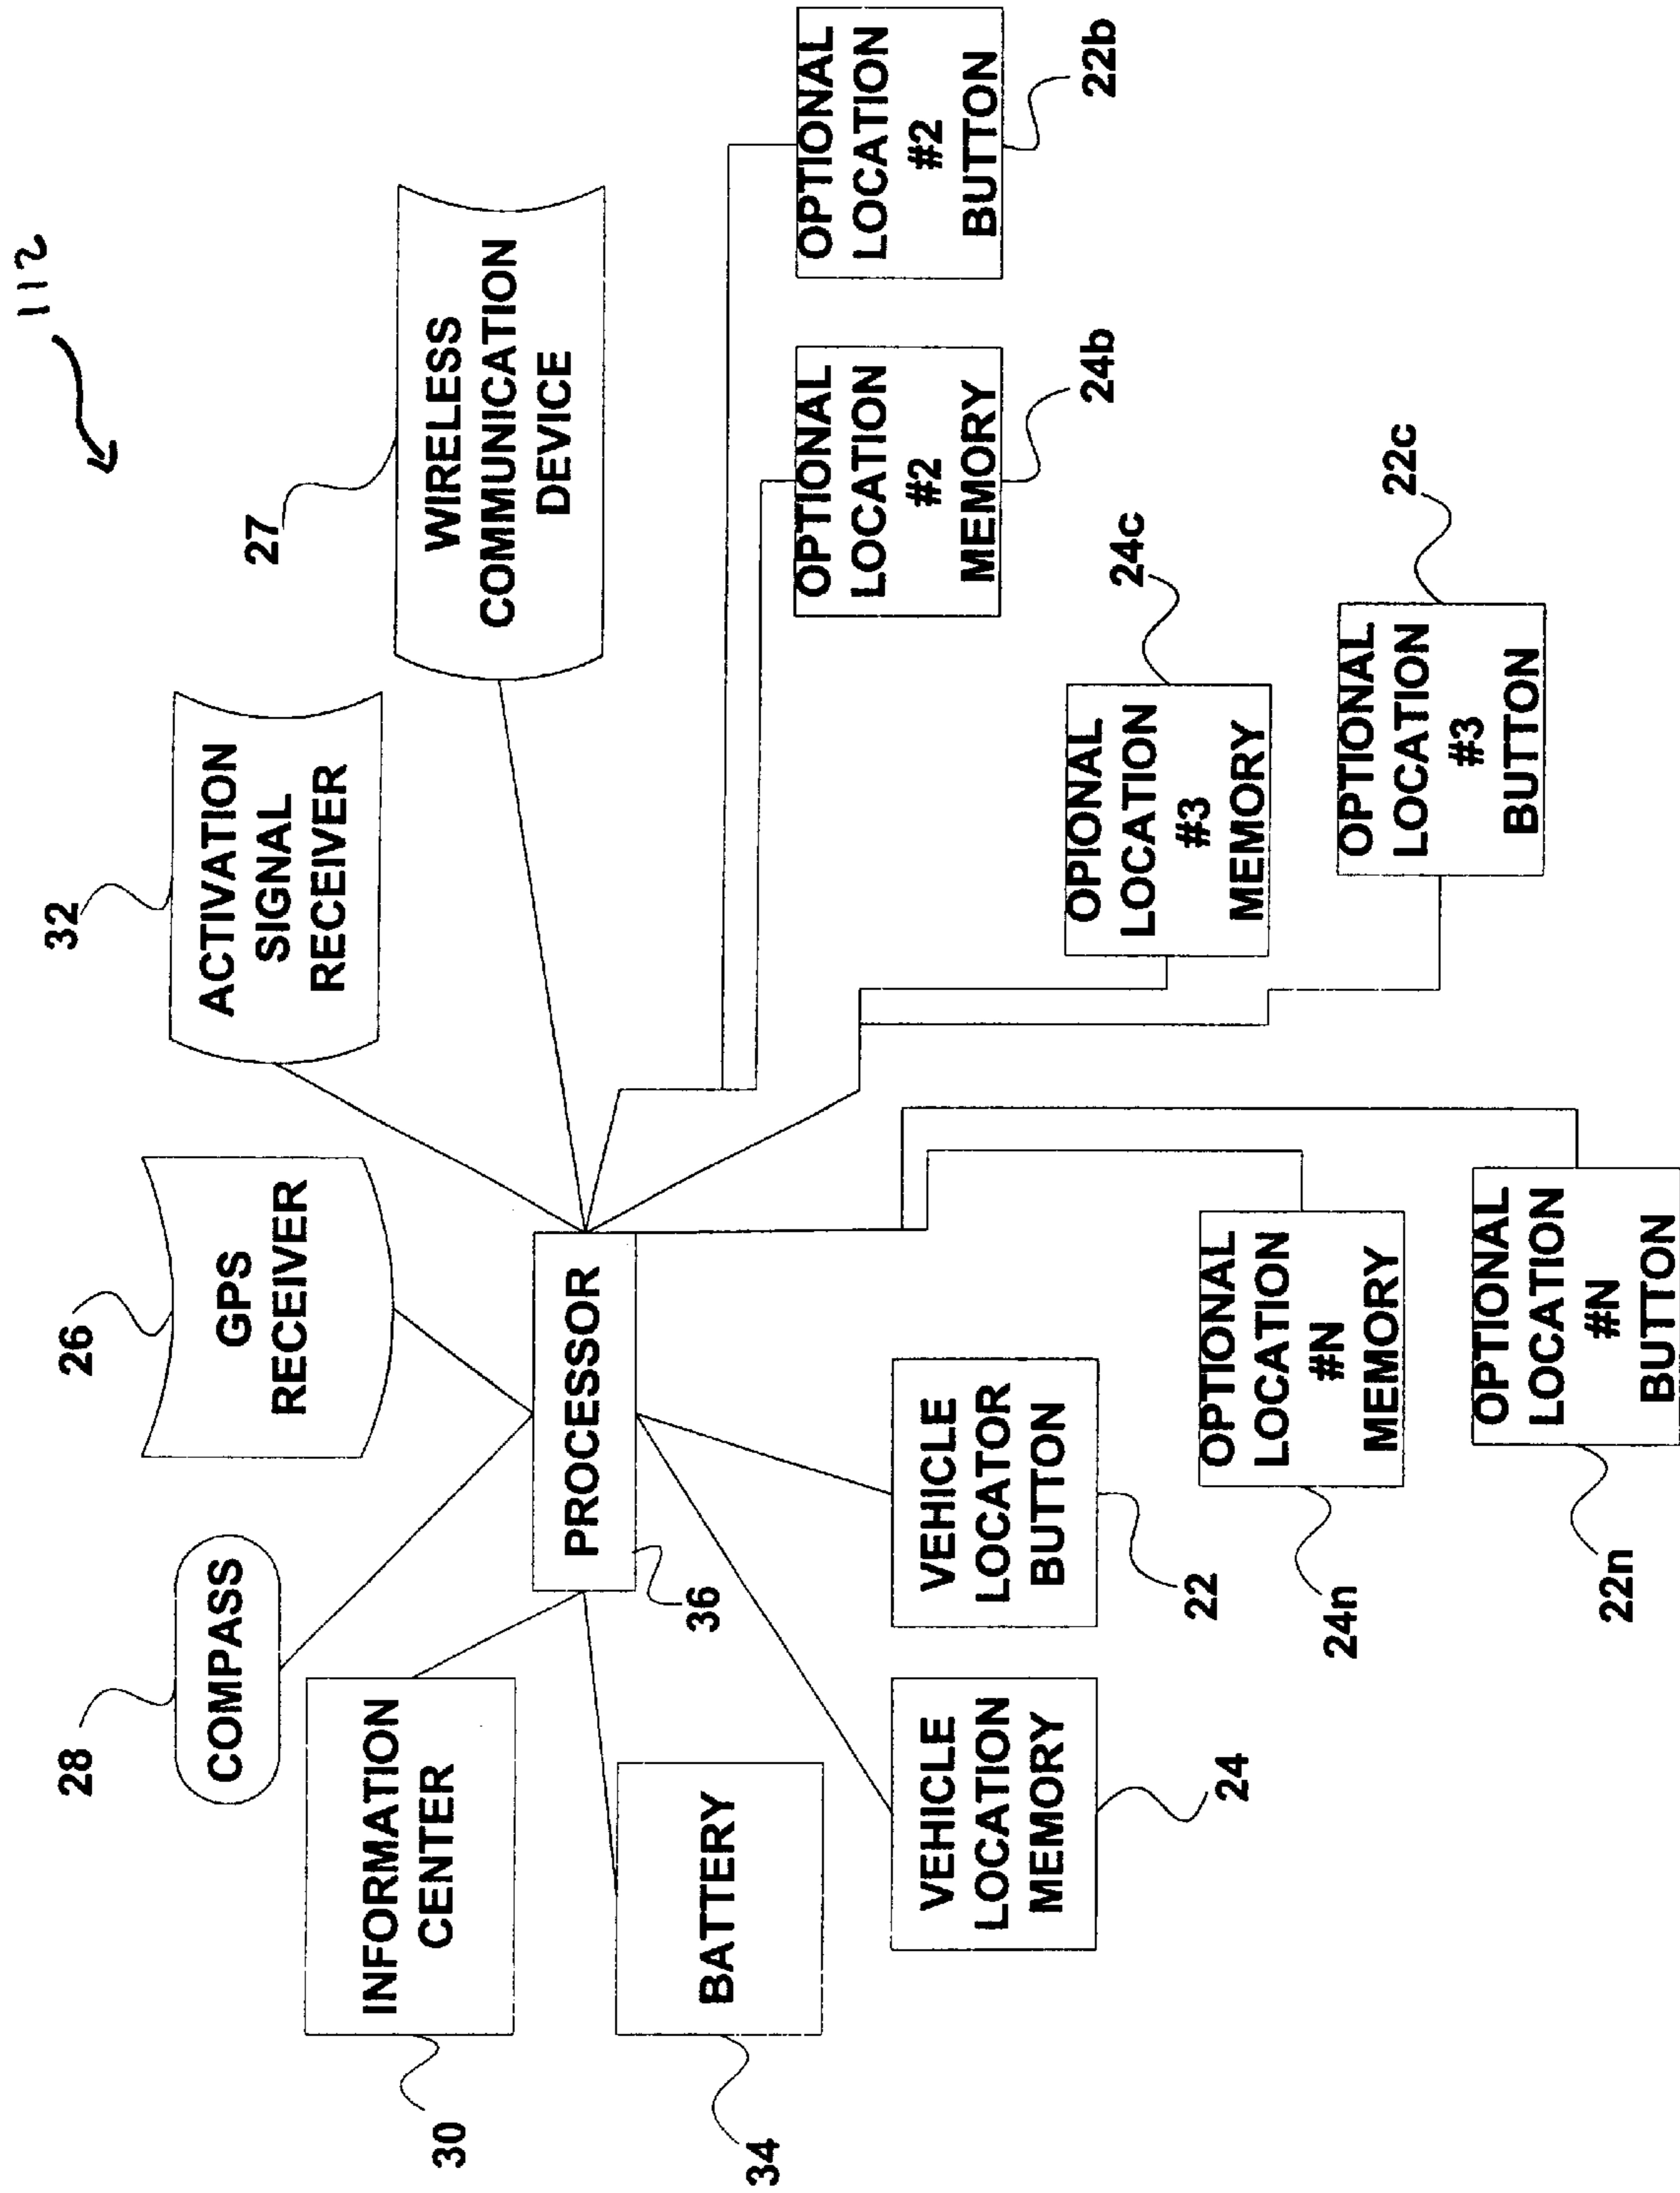 112
28
COMPASS
26
GPS
RECEIVER
32
ACTIVATION
SIGNAL
RECEIVER
27
WIRELESS
COMMUNICATION
DEVICE
30
INFORMATION
CENTER
34
BATTERY
PROCESSOR
36
VEHICLE
LOCATION
MEMORY
24
VEHICLE
LOCATOR
BUTTON
22
OPTIONAL
LOCATION
#2
MEMORY
24b
OPTIONAL
LOCATION
#2
BUTTON
22b
OPIONAL
LOCATION
#3
MEMORY
24c
OPTIONAL
LOCATION
#3
BUTTON
22c
OPTIONAL
LOCATION
#N
MEMORY
24n
OPTIONAL
LOCATION
#N
BUTTON
22n